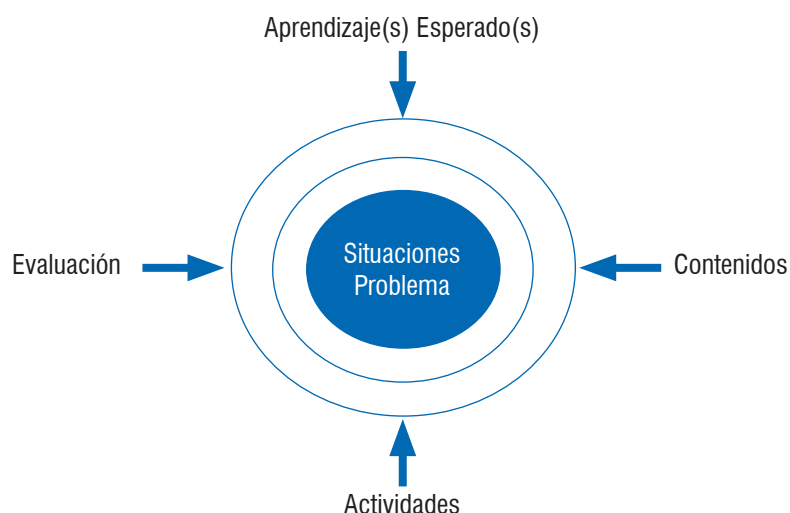 Aprendizaje(s) Esperado(s)
Evaluación
Situaciones
Problema
Contenidos
Actividades